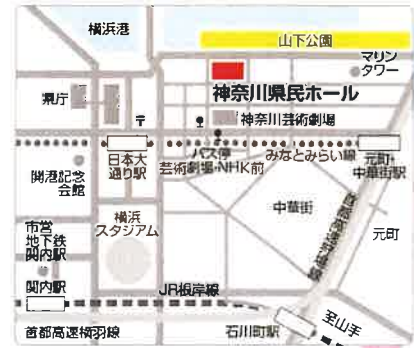 横浜港
山下公園
マリン
タワー
県庁
神奈川県民ホール
〒
神奈川芸術劇場
日本大
通り駅
バス停
芸術劇場・NHK前
みなとみらい線
元町・
中華街駅
開港記念
会館
横浜
スタジアム
中華街
元町
市営
地下鉄
関内駅
関内駅
JR根岸線
首都高速横羽線
石川町駅
至山手